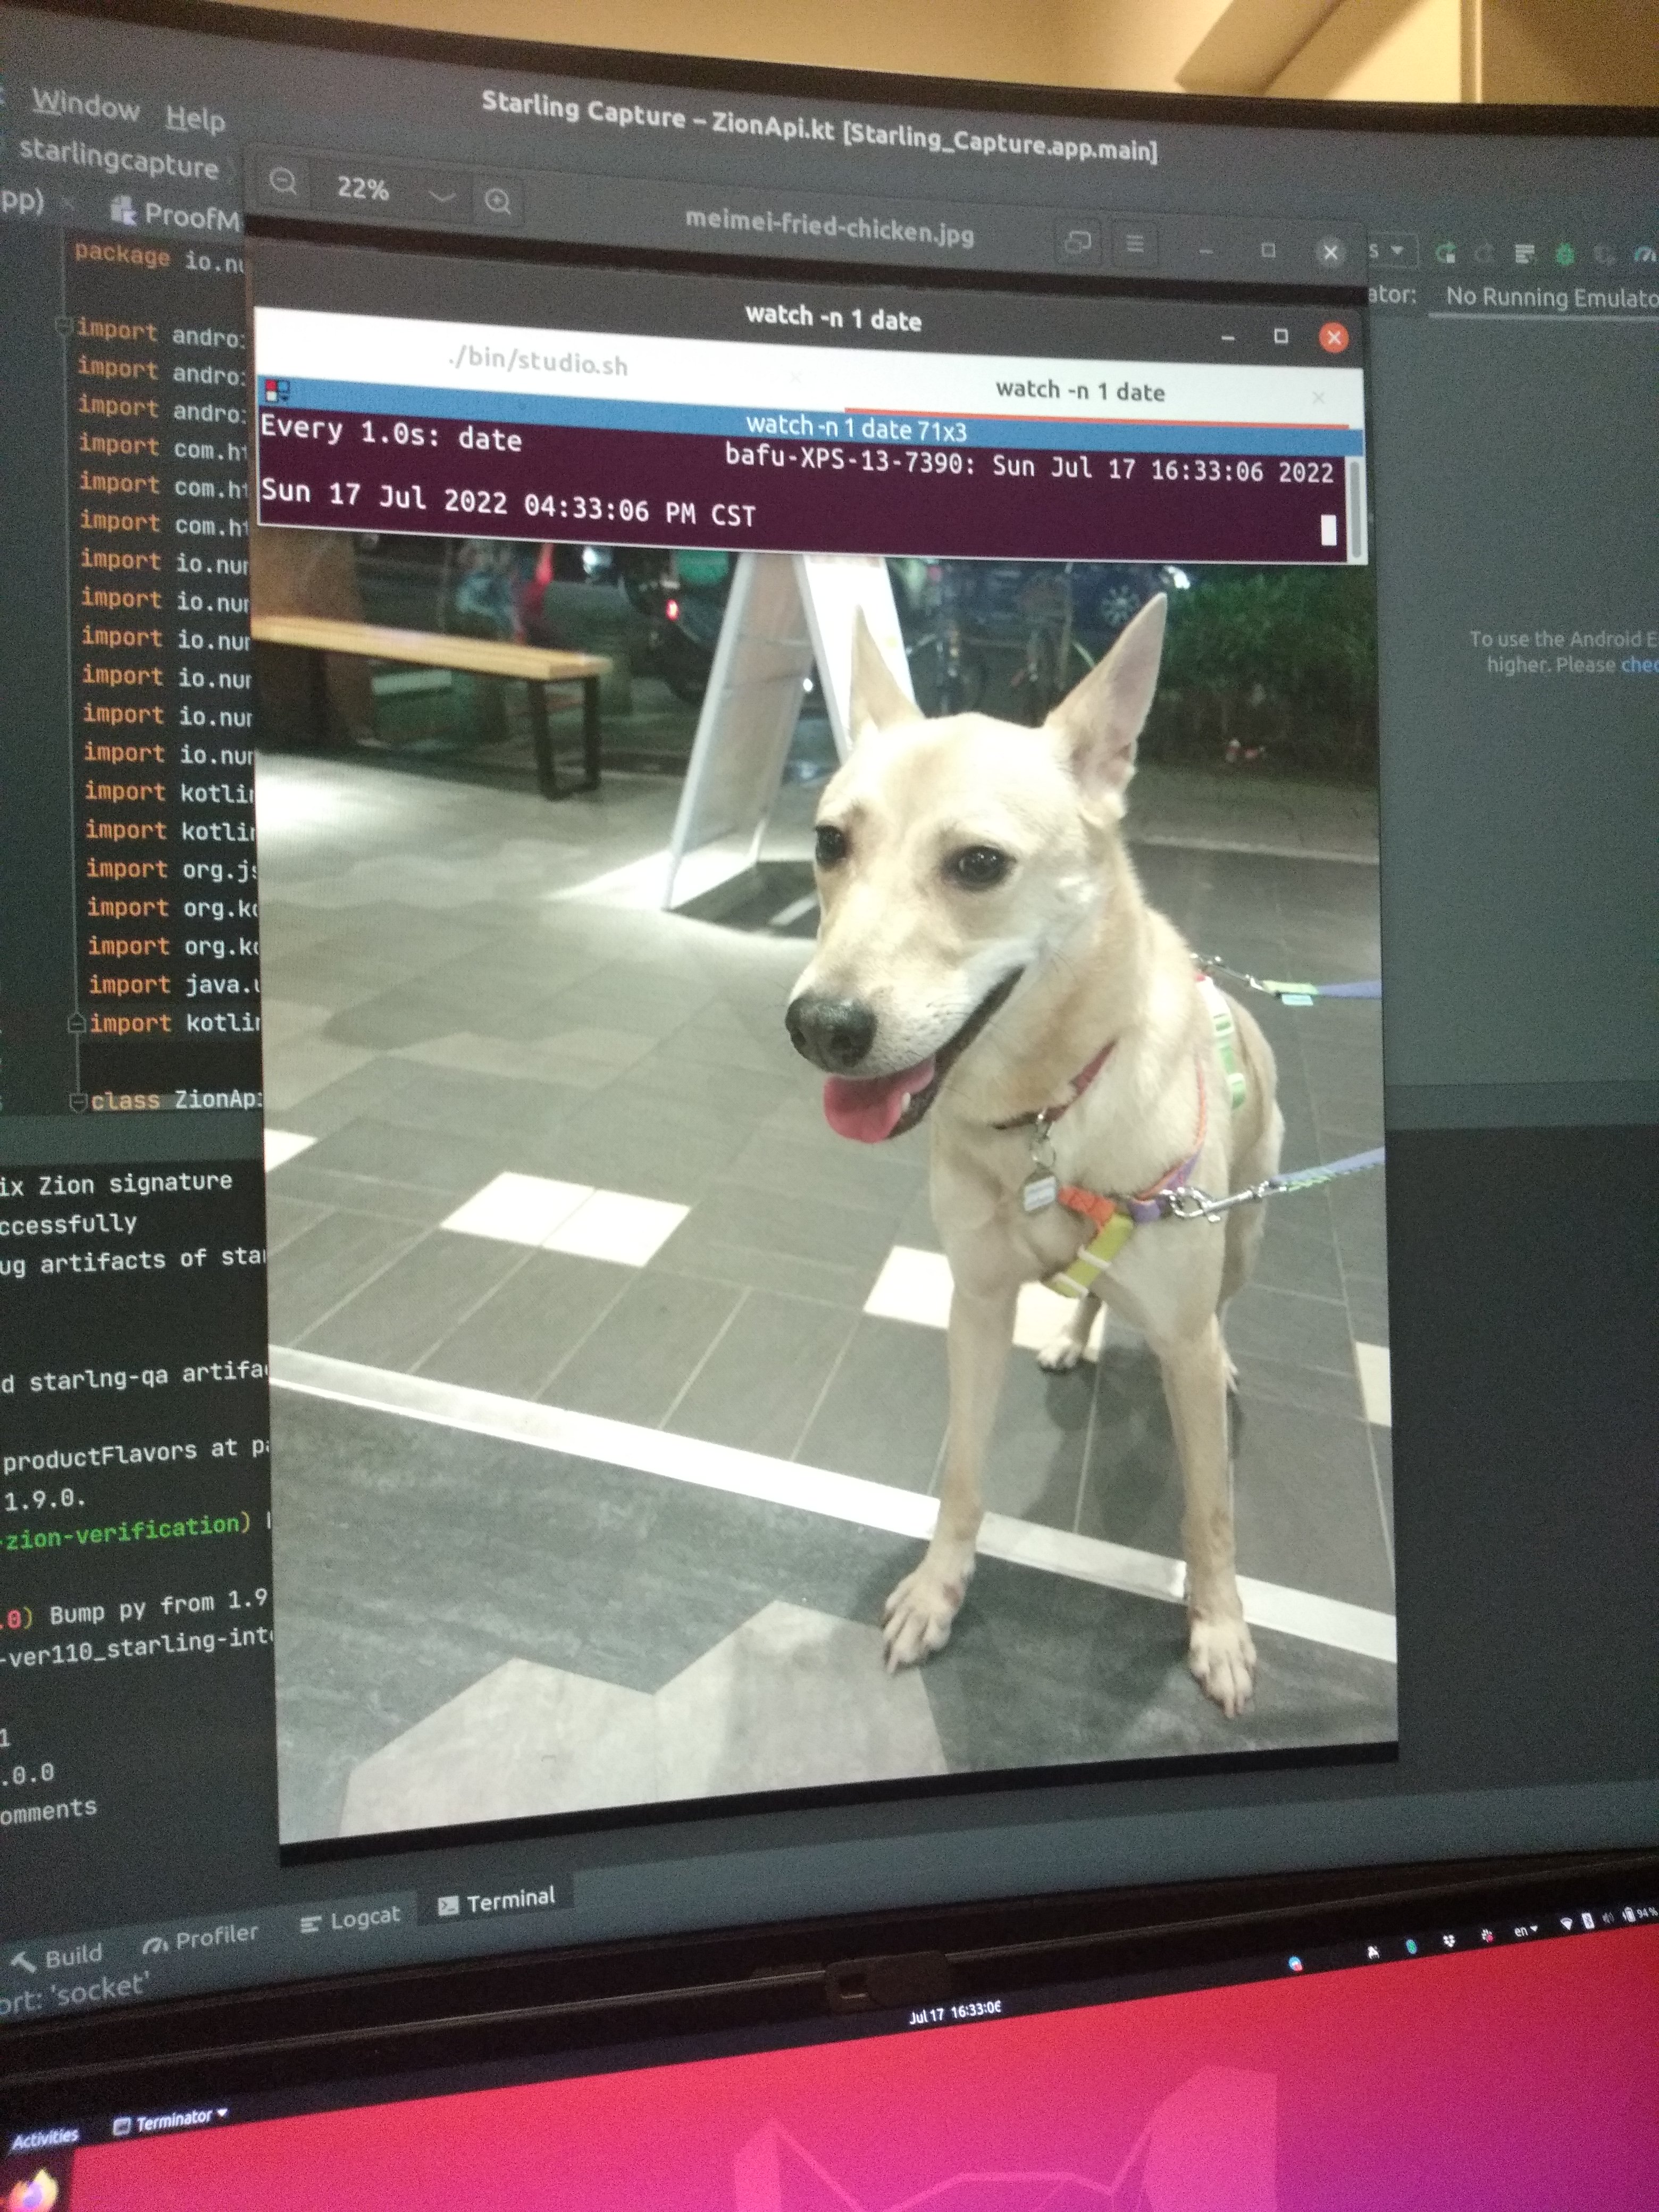 Window Help
Starling Capture – ZionApi.kt [Starling_Capture.app.main]
starlingcapture
22%
meimei-fried-chicken.jpg
pp)
ProofM
No Running Emulato
ator:
package io.nu
watch -n 1 date
./bin/studio.sh
watch -n 1 date
watch -n 1 date 71x3
Every 1.0s: date
bafu-XPS-13-7390: Sun Jul 17 16:33:06 2022
Sun 17 Jul 2022 04:33:06 PM CST
import andro
import andro
import andro
import com.h
import com.h
import com.h
import io.nu
import io.nu
import io.nu
import io.nu
import io.nu
import io.nu
import kotli
import kotli
import org.j
import org.k
import org.k
import java.
import kotli
class ZionAp
To use the Android E
higher. Please chec
ix Zion signature
ccessfully
ug artifacts of sta
d starlng-qa artifa
productFlavors at p
1.9.0.
-zion-verification)
.0) Bump py from 1.9
-ver110_starling-int
1
.0.0
omments
Build Profiler Logcat Terminal
ort: 'socket'
en
94%
Jul 17 16:33:06
Activities Terminator